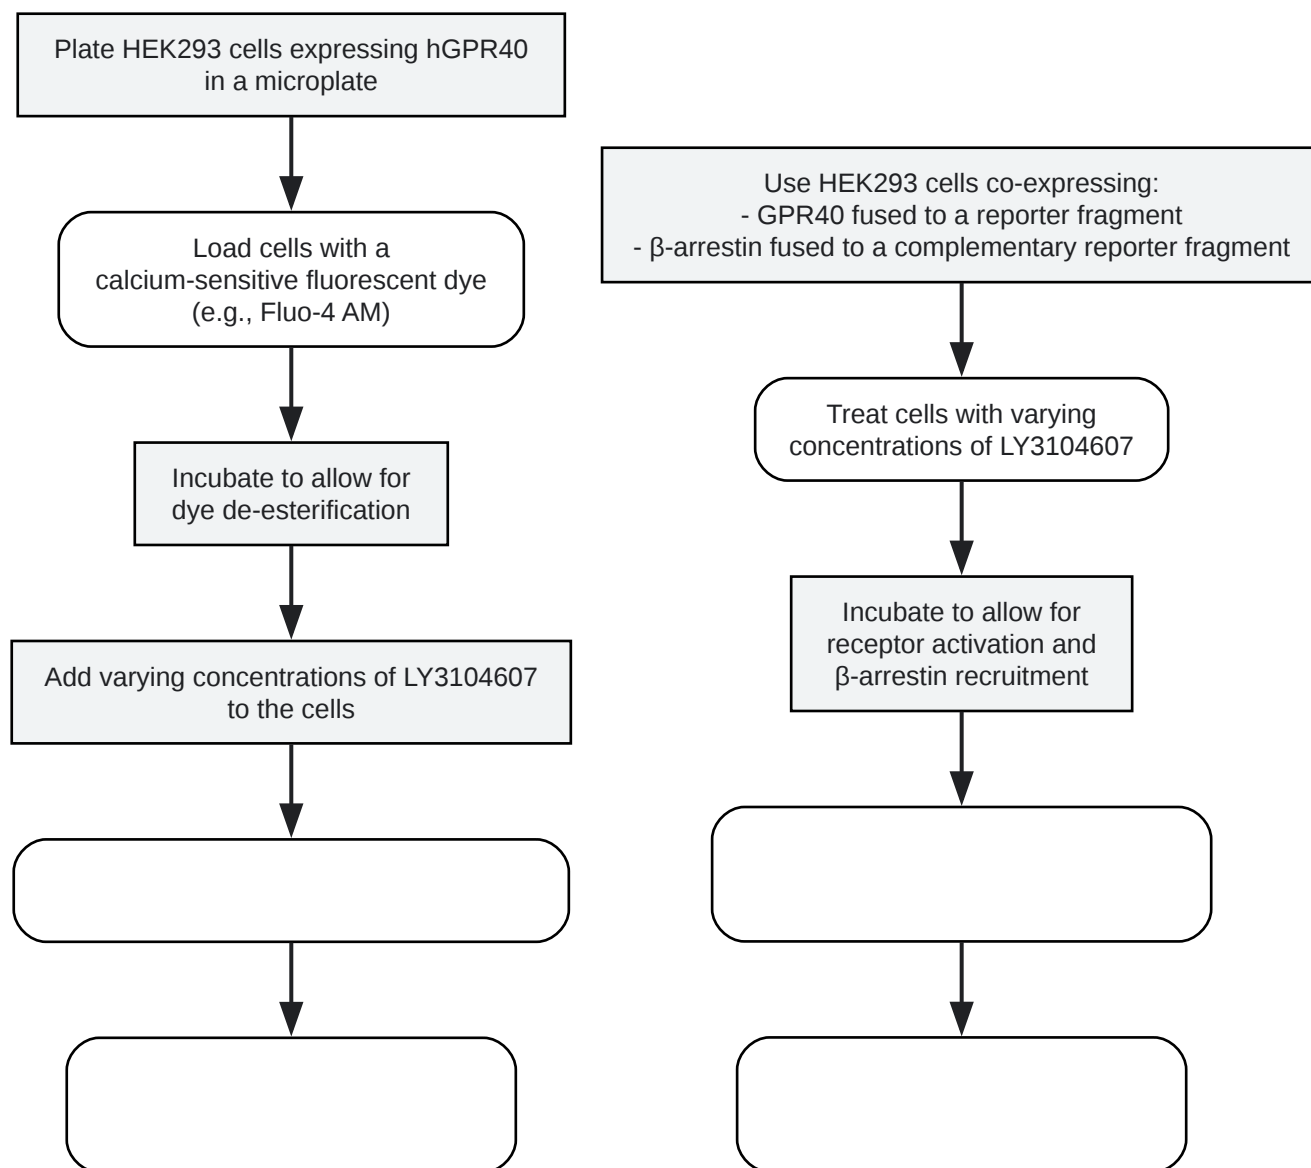 Plate HEK293 cells expressing hGPR40
in a microplate
Load cells with a
calcium-sensitive fluorescent dye
(e.g., Fluo-4 AM)
Incubate to allow for
dye de-esterification
Add varying concentrations of LY3104607
to the cells
Use HEK293 cells co-expressing:
- GPR40 fused to a reporter fragment
- β-arrestin fused to a complementary reporter fragment
Treat cells with varying
concentrations of LY3104607
Incubate to allow for
receptor activation and
β-arrestin recruitment